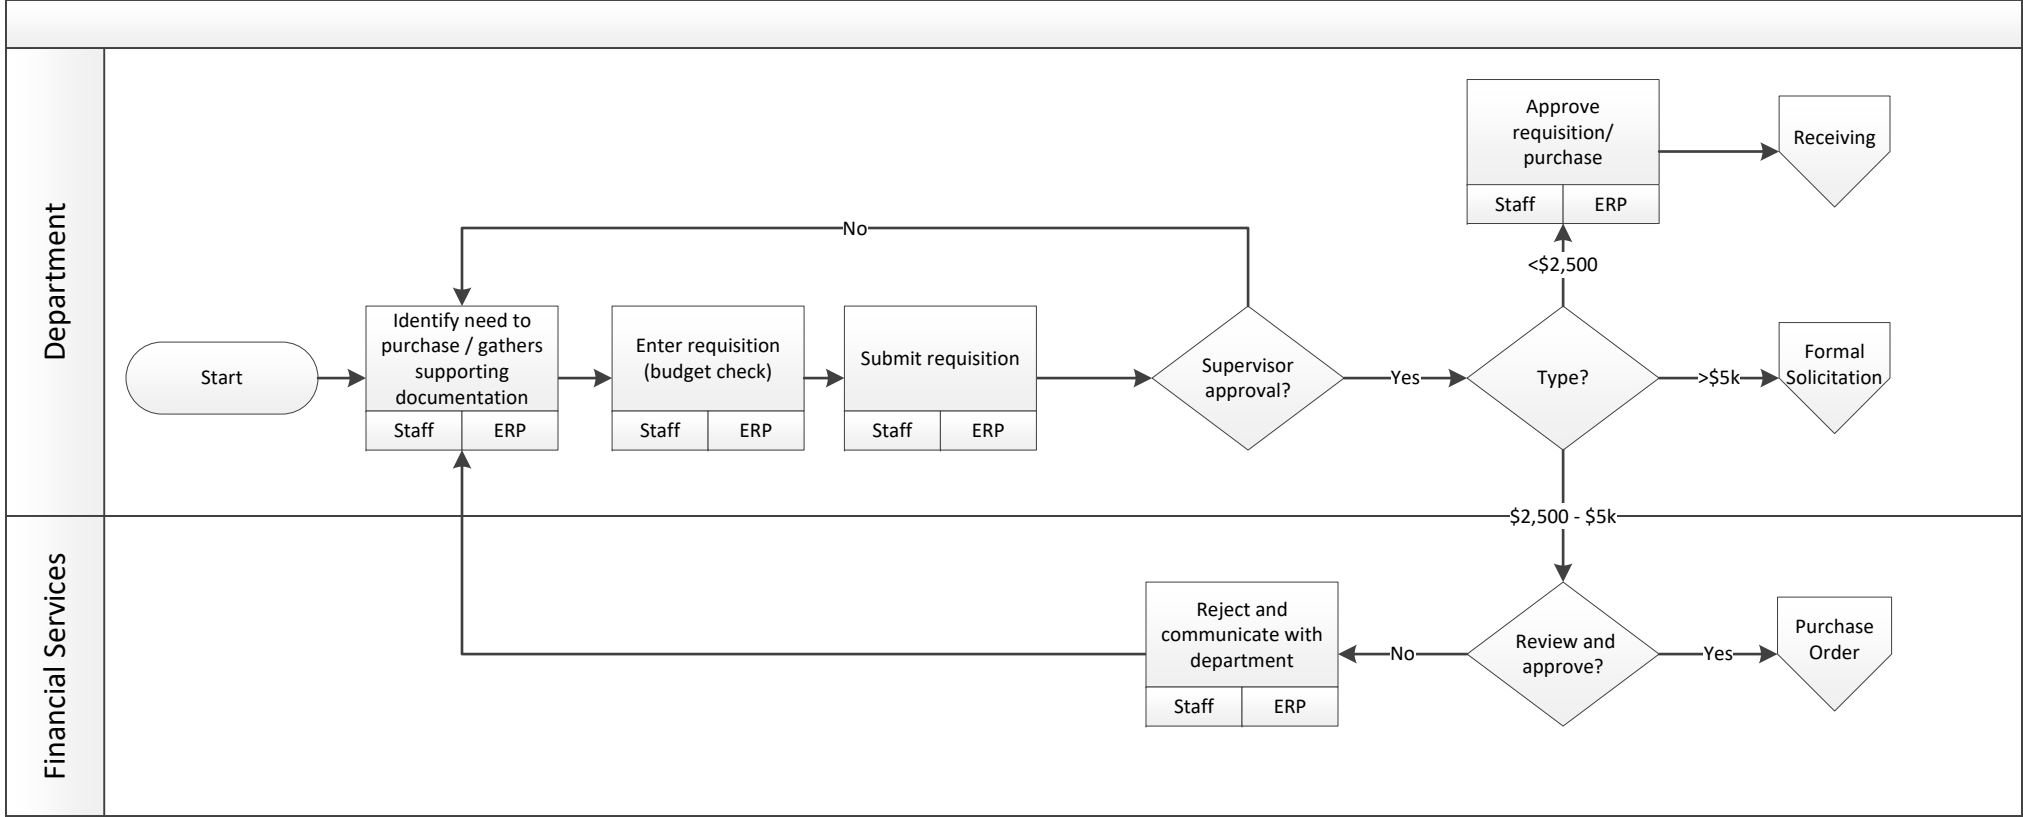 Department
Start
Identify need to
purchase / gathers
supporting
documentation
Staff
ERP
Enter requisition
(budget check)
Staff
ERP
Submit requisition
Staff
ERP
Supervisor
approval?
No
Yes
Type?
<$2,500
Approve
requisition/
purchase
Staff
ERP
Receiving
>$5k
Formal
Solicitation
$2,500 - $5k
Financial Services
Review and
approve?
No
Reject and
communicate with
department
Staff
ERP
Yes
Purchase
Order